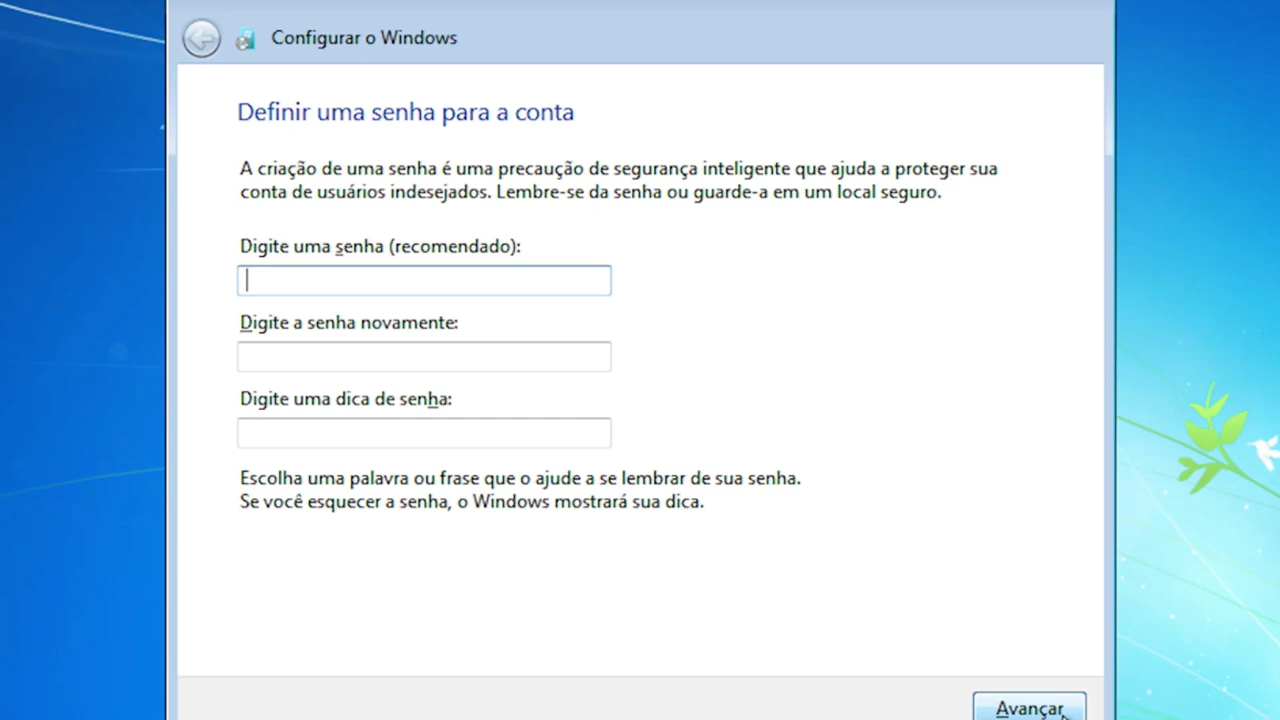 Configurar o Windows
Definir uma senha para a conta
A criação de uma senha é uma precaução de segurança inteligente que ajuda a proteger sua
conta de usuários indesejados. Lembre-se da senha ou guarde-a em um local seguro.
Digite uma senha (recomendado):
Digite a senha novamente:
Digite uma dica de senha:
Escolha uma palavra ou frase que o ajude a se lembrar de sua senha.
Se você esquecer a senha, o Windows mostrará sua dica.
Avançar